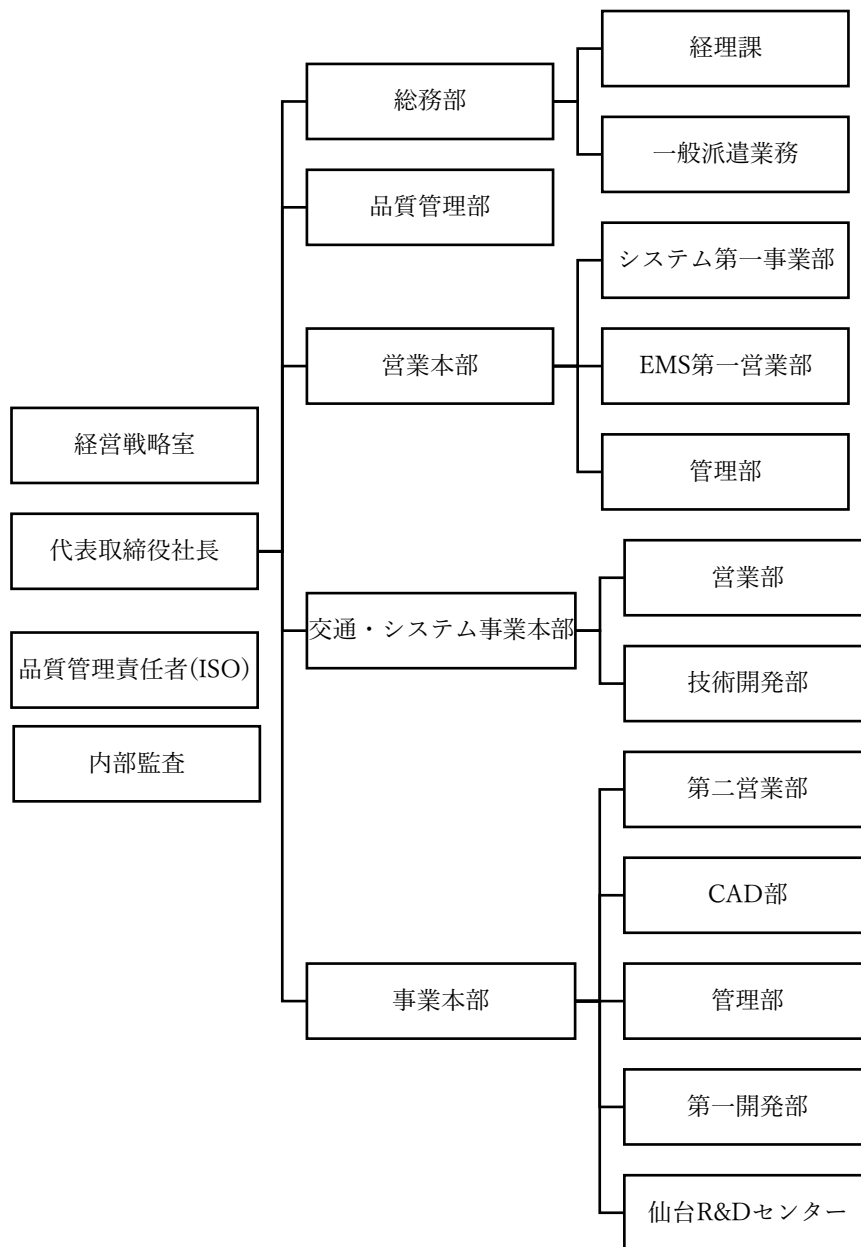 経営戦略室
代表取締役社長
品質管理責任者(ISO)
内部監査
総務部
経理課
一般派遣業務
品質管理部
営業本部
システム第一事業部
EMS第一営業部
管理部
交通・システム事業本部
営業部
技術開発部
事業本部
第二営業部
CAD部
管理部
第一開発部
仙台R&Dセンター